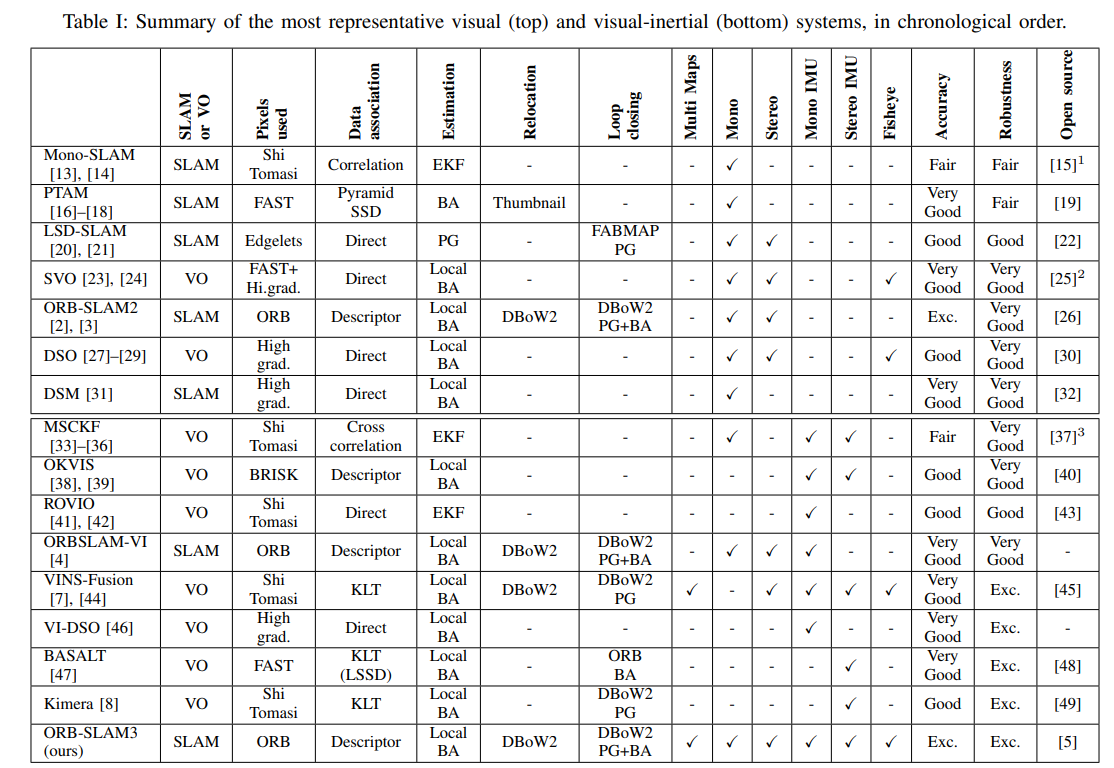 Table I: Summary of the most representative visual (top) and visual-inertial (bottom) systems, in chronological order.
SLAM or VO | Pixels used | Data association | Estimation | Relocation | Loop closing | Multi Maps | Mono | Stereo | Mono IMU | Stereo IMU | Fisheye | Accuracy | Robustness | Open source
Mono-SLAM [13], [14] | SLAM | Shi Tomasi | Correlation | EKF | - | - | - | ✓ | - | - | - | - | Fair | Fair | [15]1
PTAM [16]–[18] | SLAM | FAST | Pyramid SSD | BA | Thumbnail | - | - | ✓ | - | - | - | - | Very Good | Fair | [19]
LSD-SLAM [20], [21] | SLAM | Edgelets | Direct | PG | - | FABMAP PG | - | ✓ | ✓ | - | - | - | Good | Good | [22]
SVO [23], [24] | VO | FAST+ Hi.grad. | Direct | Local BA | - | - | - | ✓ | ✓ | - | - | ✓ | Very Good | Very Good | [25]2
ORB-SLAM2 [2], [3] | SLAM | ORB | Descriptor | Local BA | DBoW2 | DBoW2 PG+BA | - | ✓ | ✓ | - | - | - | Exc. | Very Good | [26]
DSO [27]–[29] | VO | High grad. | Direct | Local BA | - | - | - | ✓ | ✓ | - | - | ✓ | Good | Very Good | [30]
DSM [31] | SLAM | High grad. | Direct | Local BA | - | - | - | ✓ | - | - | - | - | Very Good | Very Good | [32]
MSCKF [33]–[36] | VO | Shi Tomasi | Cross correlation | EKF | - | - | - | ✓ | - | ✓ | ✓ | - | Fair | Very Good | [37]3
OKVIS [38], [39] | VO | BRISK | Descriptor | Local BA | - | - | - | - | - | ✓ | ✓ | - | Good | Very Good | [40]
ROVIO [41], [42] | VO | Shi Tomasi | Direct | EKF | - | - | - | - | - | ✓ | - | - | Good | Good | [43]
ORBSLAM-VI [4] | SLAM | ORB | Descriptor | Local BA | DBoW2 | DBoW2 PG+BA | - | ✓ | ✓ | ✓ | - | - | Very Good | Very Good | -
VINS-Fusion [7], [44] | VO | Shi Tomasi | KLT | Local BA | DBoW2 | DBoW2 PG | ✓ | - | ✓ | ✓ | ✓ | ✓ | Very Good | Exc. | [45]
VI-DSO [46] | VO | High grad. | Direct | Local BA | - | - | - | - | - | ✓ | - | - | Very Good | Exc. | -
BASALT [47] | VO | FAST | KLT (LSSD) | Local BA | - | ORB BA | - | - | - | - | ✓ | - | Very Good | Exc. | [48]
Kimera [8] | VO | Shi Tomasi | KLT | Local BA | - | DBoW2 PG | - | - | - | - | ✓ | - | Good | Exc. | [49]
ORB-SLAM3 (ours) | SLAM | ORB | Descriptor | Local BA | DBoW2 | DBoW2 PG+BA | ✓ | ✓ | ✓ | ✓ | ✓ | ✓ | Exc. | Exc. | [5]